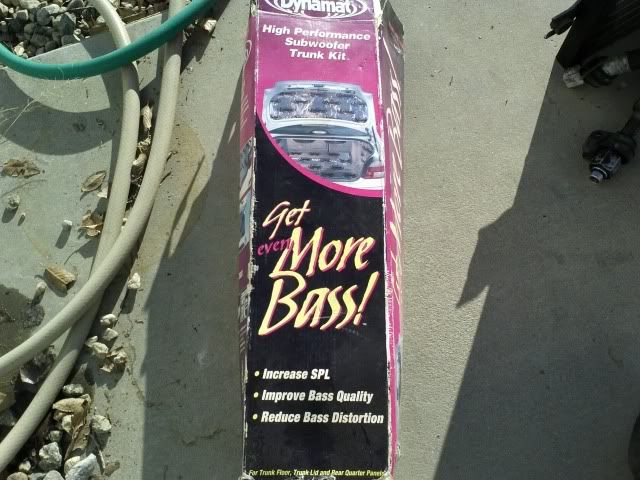 Dynamat
High Performance
Subwoofer
Trunk Kit
Get
even More
Bass!
• Increase SPL
• Improve Bass Quality
• Reduce Bass Distortion
For Trunk Floor, Trunk Lid and Rear Quarter Panels